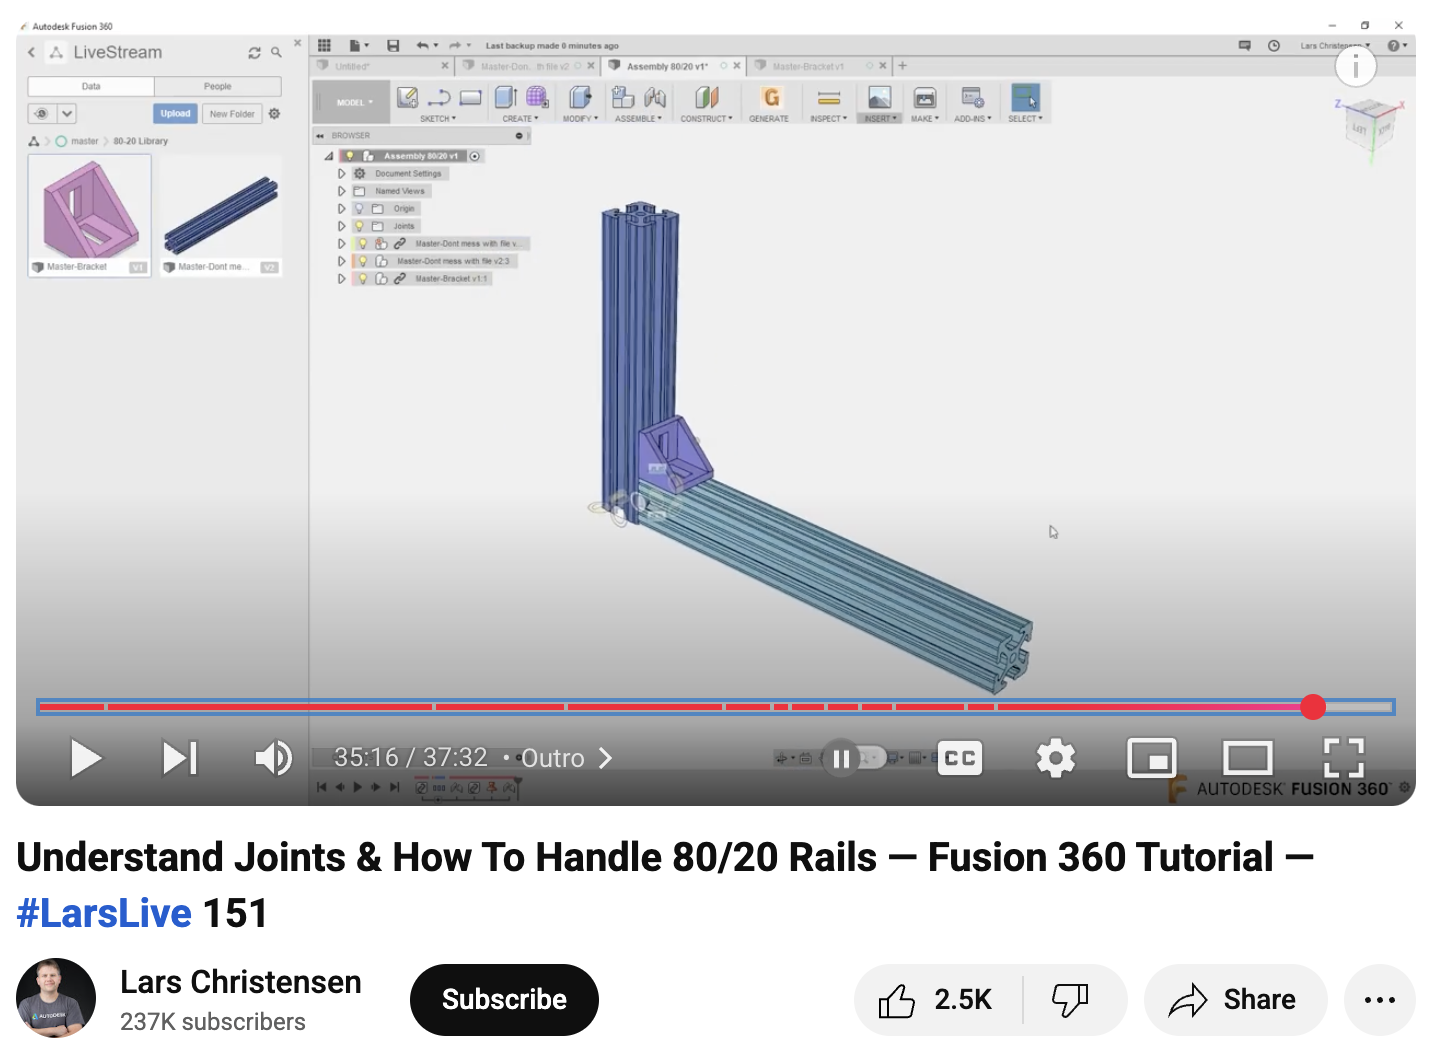 Autodesk Fusion 360
LiveStream
Data People
Upload New Folder
master 80-20 Library
Master-Bracket V1 Master-Dont me... V2
Last backup made 0 minutes ago
Lars Christensen
Untitled* Master-Don...th file v2 Assembly 80/20 v1* Master-Bracket v1
MODEL
SKETCH CREATE MODIFY ASSEMBLE CONSTRUCT GENERATE INSPECT INSERT MAKE ADD-INS SELECT
BROWSER
Assembly 80/20 v1
Document Settings
Named Views
Origin
Joints
Master-Dont mess with file v...
Master-Dont mess with file v2:3
Master-Bracket v1:1
Z X
LEFT
35:16 / 37:32 • Outro
CC
AUTODESK FUSION 360
Understand Joints & How To Handle 80/20 Rails — Fusion 360 Tutorial —
#LarsLive 151
Lars Christensen
237K subscribers
Subscribe
2.5K
Share